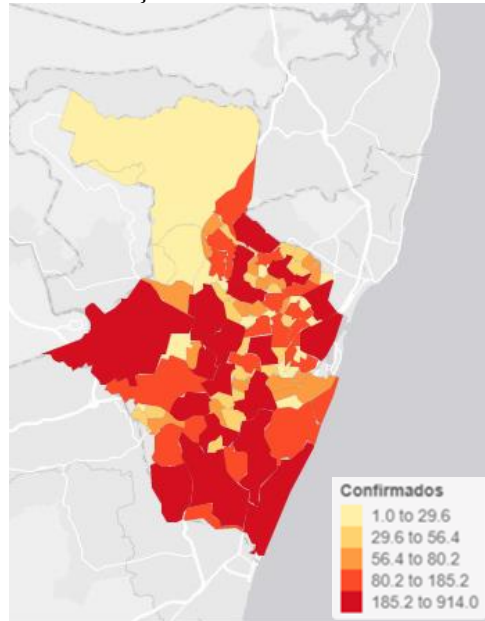 Confirmados
1.0 to 29.6
29.6 to 56.4
56.4 to 80.2
80.2 to 185.2
185.2 to 914.0